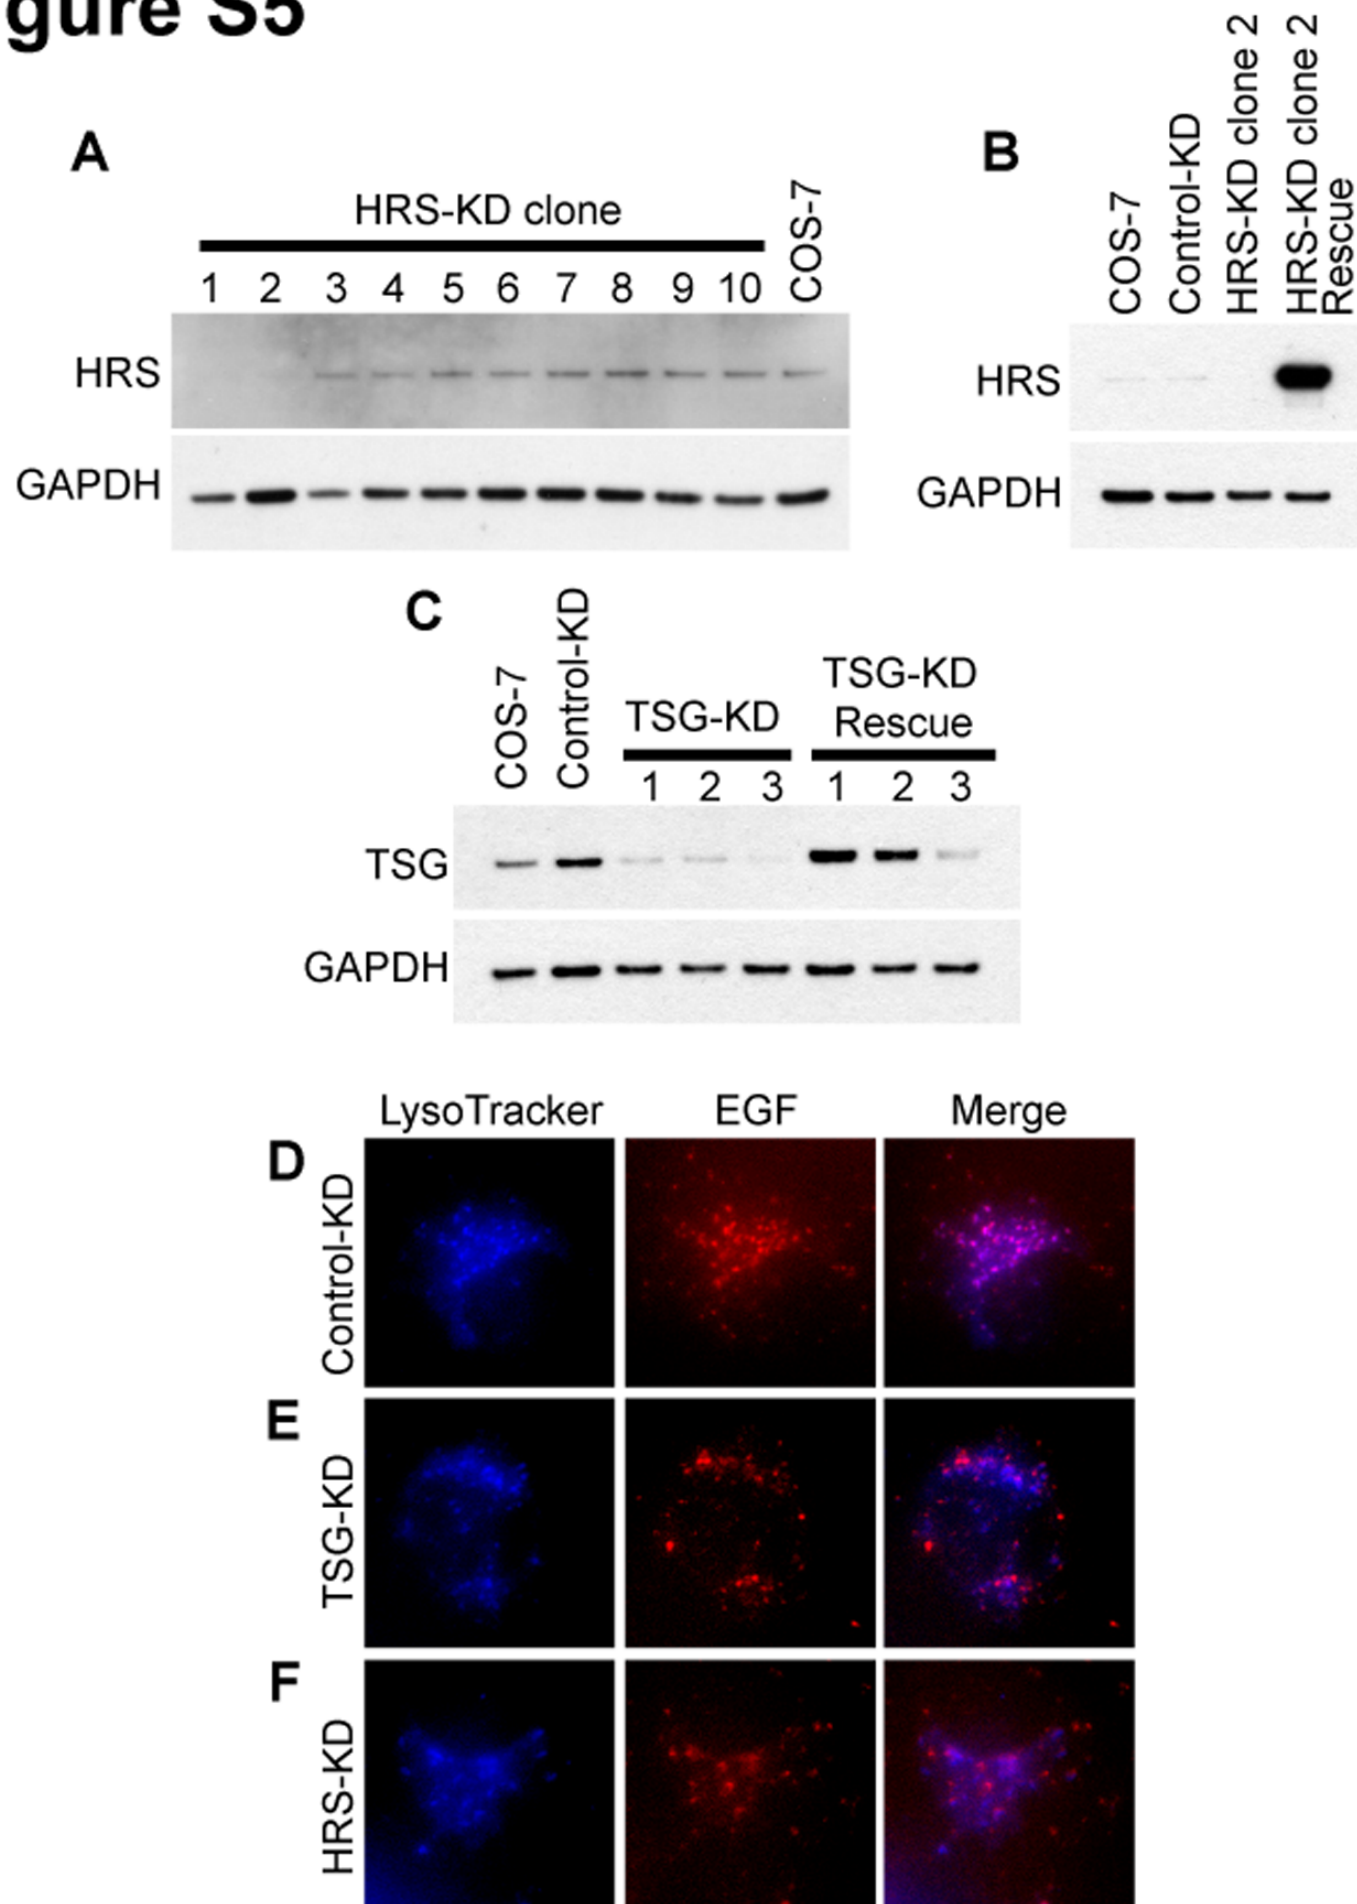 gure S5
A
HRS-KD clone
1 2 3 4 5 6 7 8 9 10 COS-7
HRS
GAPDH
B
COS-7
Control-KD
HRS-KD clone 2
HRS-KD clone 2
Rescue
HRS
GAPDH
C
COS-7
Control-KD
TSG-KD
1 2 3
TSG-KD
Rescue
1 2 3
TSG
GAPDH
LysoTracker EGF Merge
D
Control-KD
E
TSG-KD
F
HRS-KD